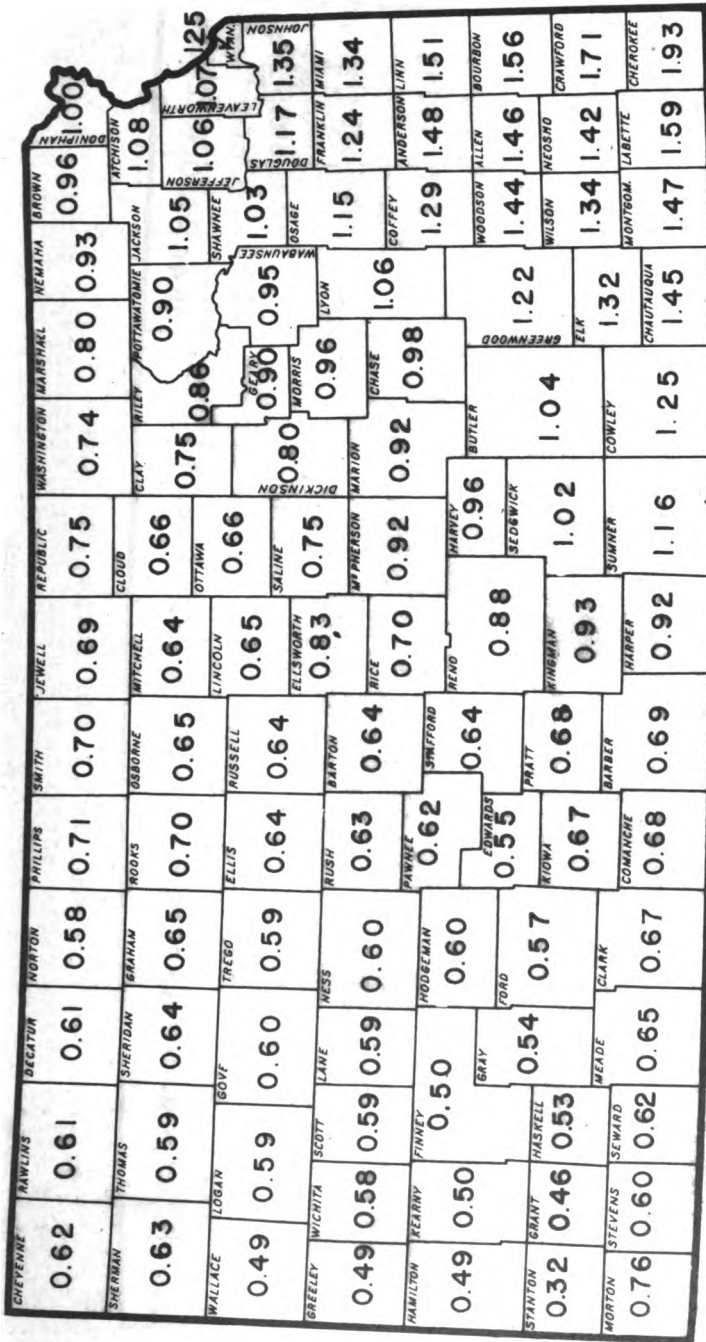 CHEYENNE
0.62
RAWLINS
0.61
DECATUR
0.61
NORTON
0.58
PHILLIPS
0.71
SMITH
0.70
JEWELL
0.69
REPUBLIC
0.75
WASHINGTON
0.74
MARSHALL
0.80
NEMAHA
0.93
BROWN
0.96
DONIPHAN
1.00
SHERMAN
0.63
THOMAS
0.59
SHERIDAN
0.64
GRAHAM
0.65
ROOKS
0.70
OSBORNE
0.65
MITCHELL
0.64
CLOUD
0.66
CLAY
0.75
RILEY
0.86
POTTAWATOMIE
0.90
JACKSON
1.05
ATCHISON
1.08
JEFFERSON
1.06
LEAVENWORTH
1.07
WYAN.
1.25
WALLACE
0.49
LOGAN
0.59
GOVE
0.60
TREGO
0.59
ELLIS
0.64
RUSSELL
0.64
LINCOLN
0.65
OTTAWA
0.66
DICKINSON
0.80
GEARY
0.90
WABAUNSEE
0.95
SHAWNEE
1.03
DOUGLAS
1.17
JOHNSON
1.35
ELLSWORTH
0.83
SALINE
0.75
MORRIS
0.96
OSAGE
1.15
FRANKLIN
1.24
MIAMI
1.34
GREELEY
0.49
WICHITA
0.58
SCOTT
0.59
LANE
0.59
NESS
0.60
RUSH
0.63
BARTON
0.64
RICE
0.70
McPHERSON
0.92
MARION
0.92
CHASE
0.98
LYON
1.06
COFFEY
1.29
ANDERSON
1.48
LINN
1.51
HAMILTON
0.49
KEARNY
0.50
FINNEY
0.50
HODGEMAN
0.60
PAWNEE
0.62
STAFFORD
0.64
RENO
0.88
HARVEY
0.96
BUTLER
1.04
GREENWOOD
1.22
WOODSON
1.44
ALLEN
1.46
BOURBON
1.56
GRAY
0.54
FORD
0.57
EDWARDS
0.55
SEDGWICK
1.02
STANTON
0.32
GRANT
0.46
HASKELL
0.53
KIOWA
0.67
PRATT
0.68
KINGMAN
0.93
ELK
1.32
WILSON
1.34
NEOSHO
1.42
CRAWFORD
1.71
MORTON
0.76
STEVENS
0.60
SEWARD
0.62
MEADE
0.65
CLARK
0.67
COMANCHE
0.68
BARBER
0.69
HARPER
0.92
SUMNER
1.16
COWLEY
1.25
CHAUTAUQUA
1.45
MONTGOM.
1.47
LABETTE
1.59
CHEROKEE
1.93